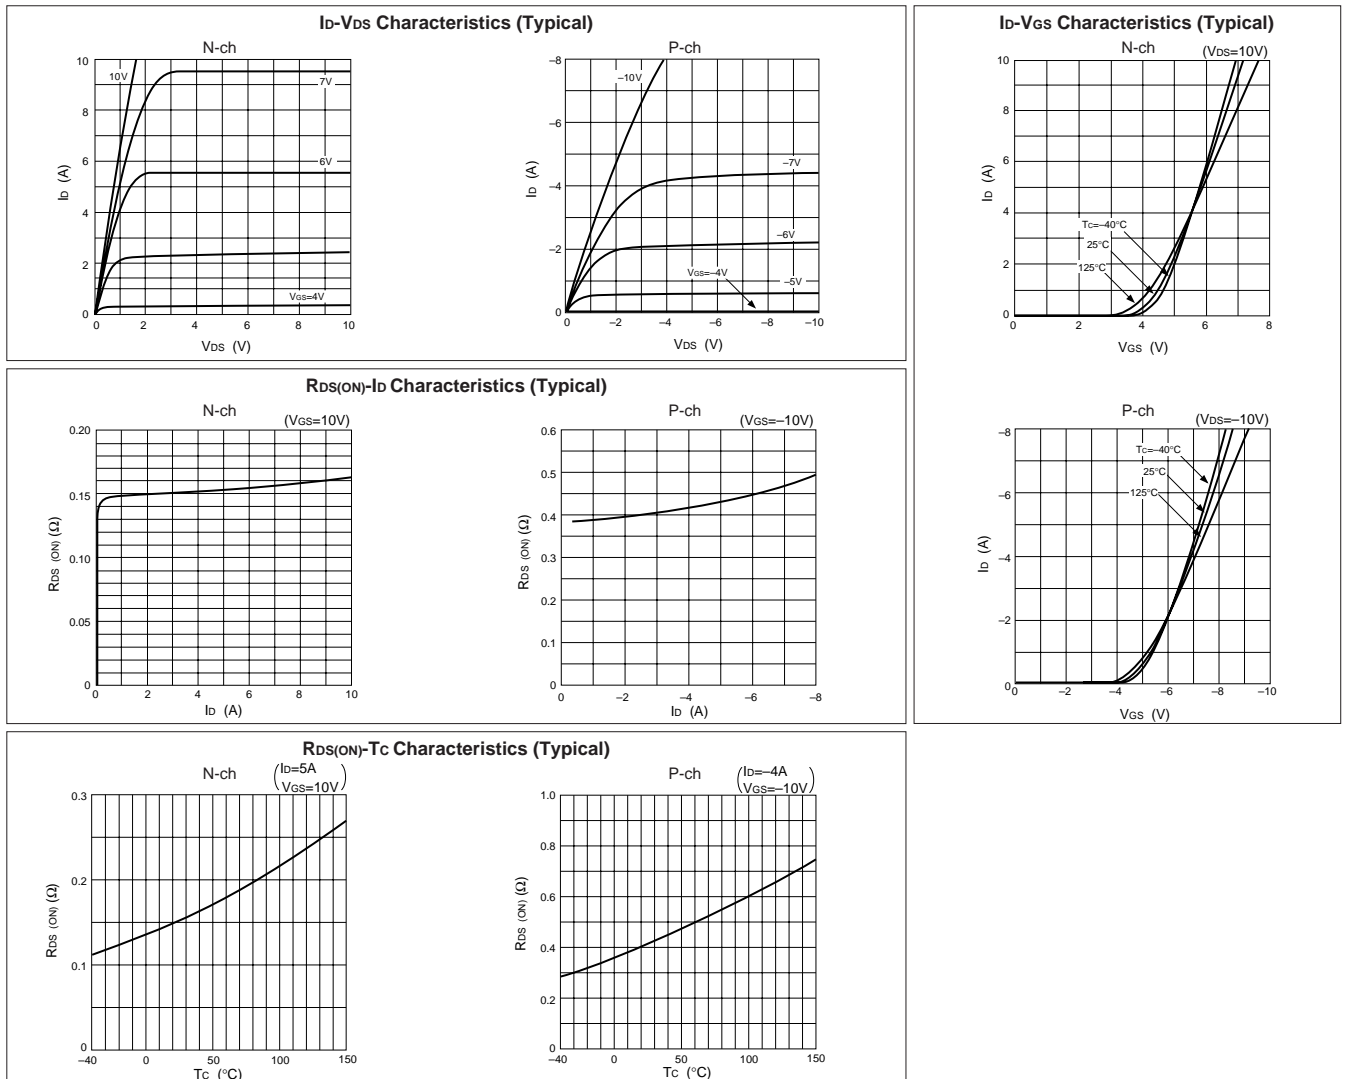 ID-VDS Characteristics (Typical)
N-ch
10
8
6
4
2
0
0
2
4
6
8
10
10V
7V
6V
VGS=4V
ID (A)
VDS (V)
P-ch
–8
–6
–4
–2
0
0
–2
–4
–6
–8
–10
–10V
–7V
–6V
VGS=–4V
–5V
ID (A)
VDS (V)
ID-VGS Characteristics (Typical)
N-ch
(VDS=10V)
10
8
6
4
2
0
0
2
4
6
8
TC=–40°C
25°C
125°C
ID (A)
VGS (V)
P-ch
(VDS=–10V)
–8
–6
–4
–2
0
0
–2
–4
–6
–8
–10
TC=–40°C
25°C
125°C
ID (A)
VGS (V)
RDS(ON)-ID Characteristics (Typical)
N-ch
(VGS=10V)
0.20
0.15
0.10
0.05
0
0
2
4
6
8
10
RDS (ON) (Ω)
ID (A)
P-ch
(VGS=–10V)
0.6
0.5
0.4
0.3
0.2
0.1
0
0
–2
–4
–6
–8
RDS (ON) (Ω)
ID (A)
RDS(ON)-TC Characteristics (Typical)
N-ch
(ID=5A
VGS=10V)
0.3
0.2
0.1
0
–40
0
50
100
150
RDS (ON) (Ω)
TC (°C)
P-ch
(ID=–4A
VGS=–10V)
1.0
0.8
0.6
0.4
0.2
0
–40
0
50
100
150
RDS (ON) (Ω)
TC (°C)